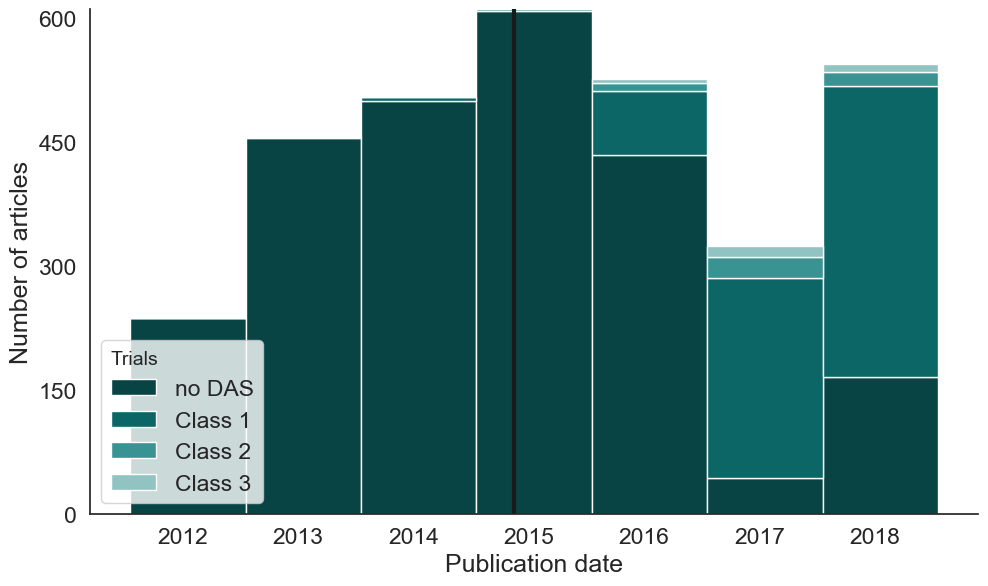 600
450
300
150
0
Number of articles
Trials
no DAS
Class 1
Class 2
Class 3
2012 2013 2014 2015 2016 2017 2018
Publication date